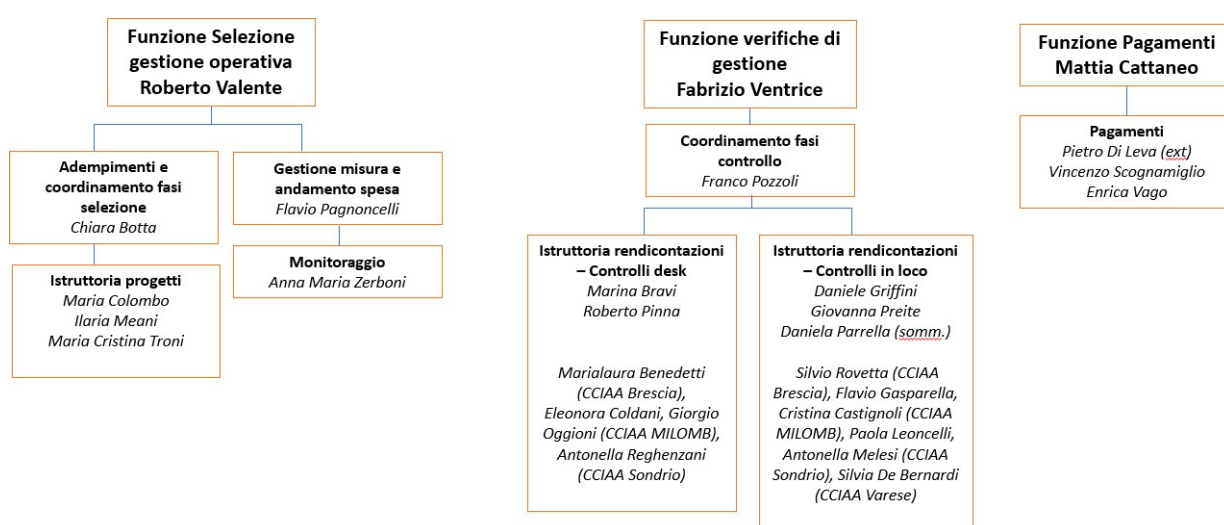 Funzione Selezione
gestione operativa
Roberto Valente
Adempimenti e
coordinamento fasi
selezione
Chiara Botta
Gestione misura e
andamento spesa
Flavio Pagnoncelli
Istruttoria progetti
Maria Colombo
Ilaria Meani
Maria Cristina Troni
Monitoraggio
Anna Maria Zerboni
Funzione verifiche di
gestione
Fabrizio Ventrice
Coordinamento fasi
controllo
Franco Pozzoli
Istruttoria rendicontazioni
– Controlli desk
Marina Bravi
Roberto Pinna
Marialaura Benedetti
(CCIAA Brescia),
Eleonora Coldani, Giorgio
Oggioni (CCIAA MILOMB),
Antonella Reghenzani
(CCIAA Sondrio)
Istruttoria rendicontazioni
– Controlli in loco
Daniele Griffini
Giovanna Preite
Daniela Parrella (somm.)
Silvio Rovetta (CCIAA
Brescia), Flavio Gasparella,
Cristina Castignoli (CCIAA
MILOMB), Paola Leoncelli,
Antonella Melesi (CCIAA
Sondrio), Silvia De Bernardi
(CCIAA Varese)
Funzione Pagamenti
Mattia Cattaneo
Pagamenti
Pietro Di Leva (ext)
Vincenzo Scognamiglio
Enrica Vago